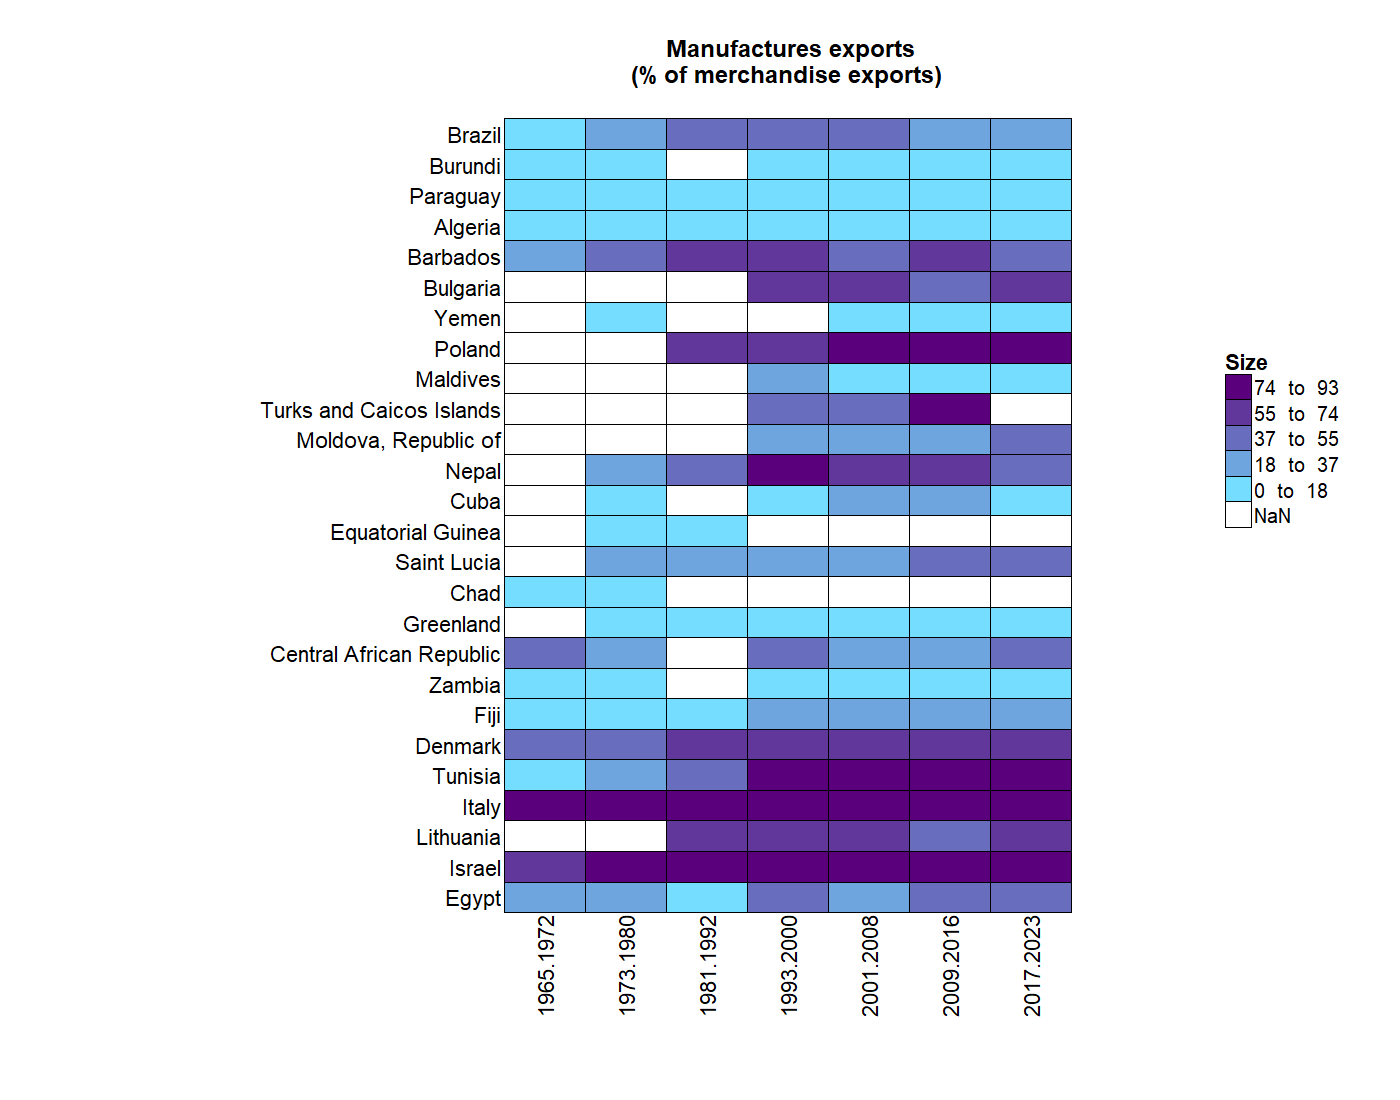 Manufactures exports
(% of merchandise exports)
Brazil
Burundi
Paraguay
Algeria
Barbados
Bulgaria
Yemen
Poland
Maldives
Turks and Caicos Islands
Moldova, Republic of
Nepal
Cuba
Equatorial Guinea
Saint Lucia
Chad
Greenland
Central African Republic
Zambia
Fiji
Denmark
Tunisia
Italy
Lithuania
Israel
Egypt
1965.1972
1973.1980
1981.1992
1993.2000
2001.2008
2009.2016
2017.2023
Size
74 to 93
55 to 74
37 to 55
18 to 37
0 to 18
NaN